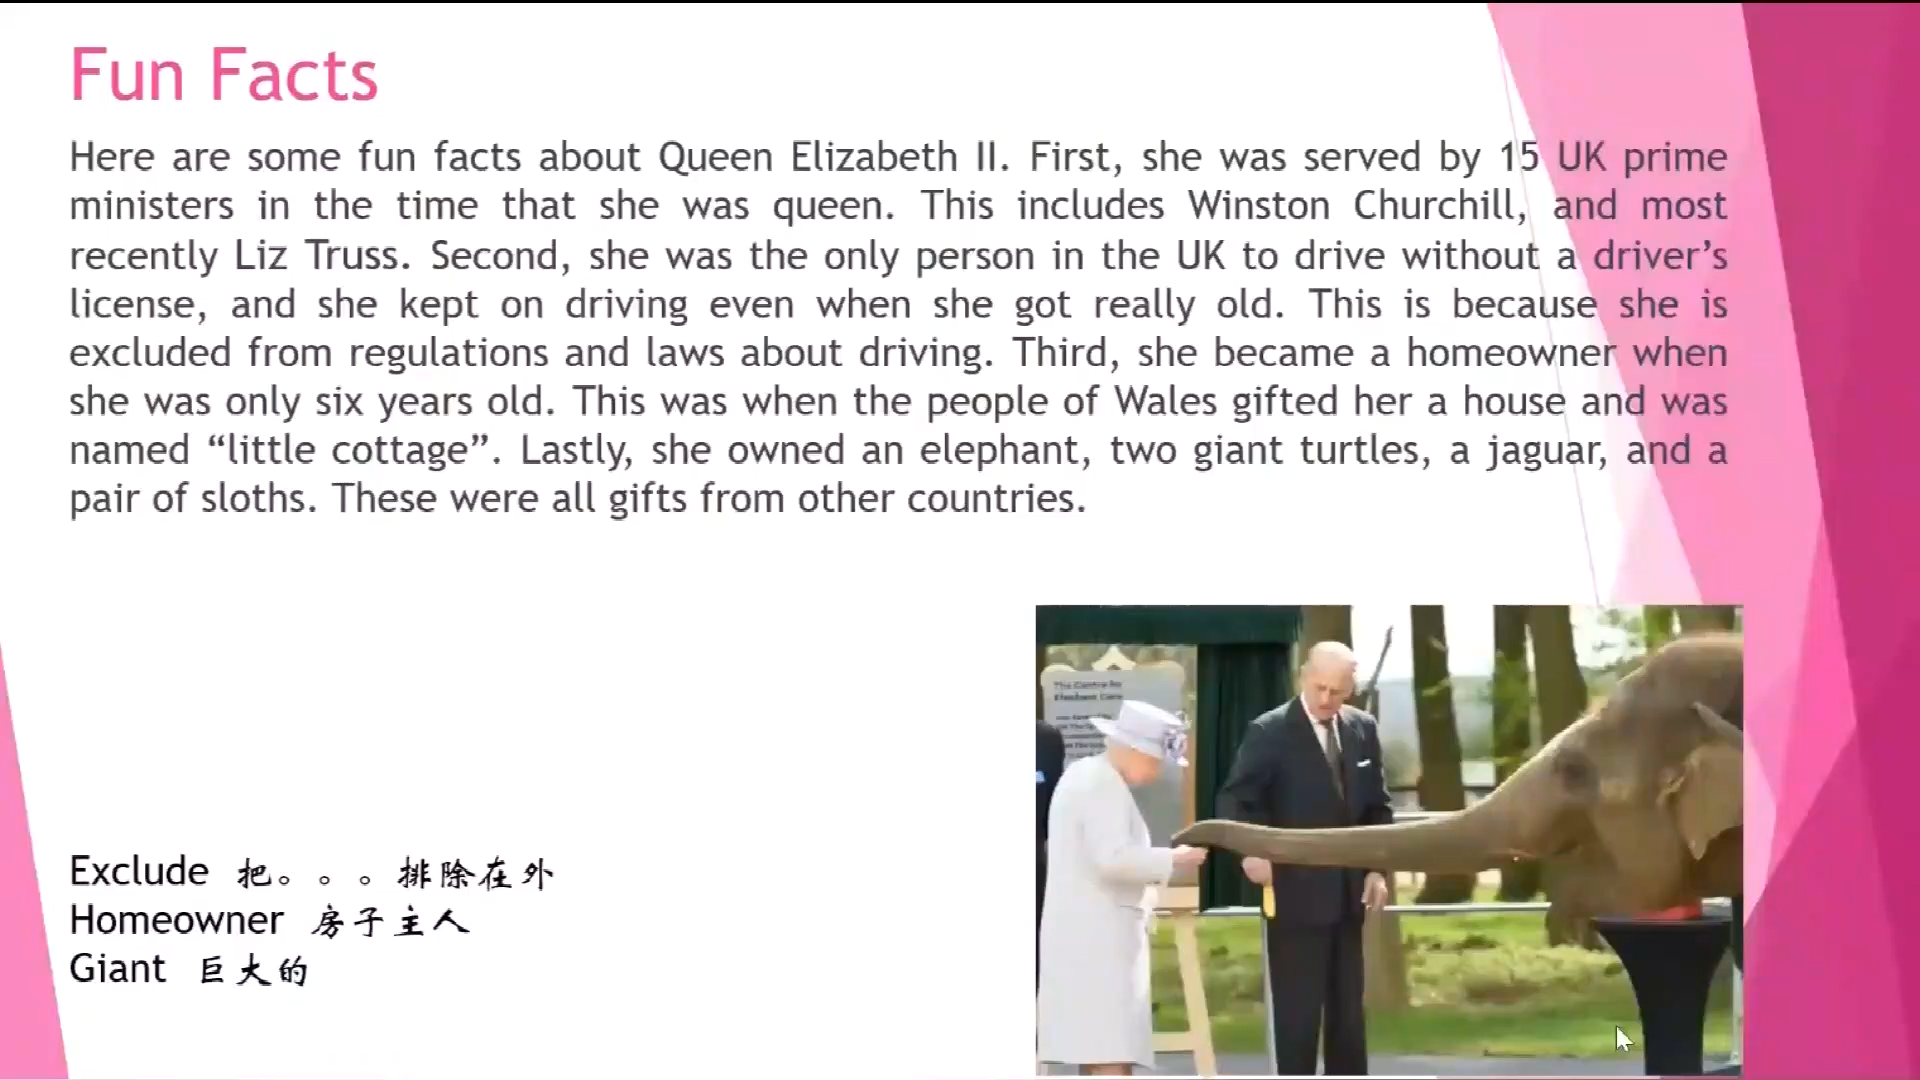 Fun Facts
Here are some fun facts about Queen Elizabeth II. First, she was served by 15 UK prime
ministers in the time that she was queen. This includes Winston Churchill, and most
recently Liz Truss. Second, she was the only person in the UK to drive without a driver’s
license, and she kept on driving even when she got really old. This is because she is
excluded from regulations and laws about driving. Third, she became a homeowner when
she was only six years old. This was when the people of Wales gifted her a house and was
named “little cottage”. Lastly, she owned an elephant, two giant turtles, a jaguar, and a
pair of sloths. These were all gifts from other countries.
The Centre for
Elephant Care
Exclude 把。。。排除在外
Homeowner 房子主人
Giant 巨大的